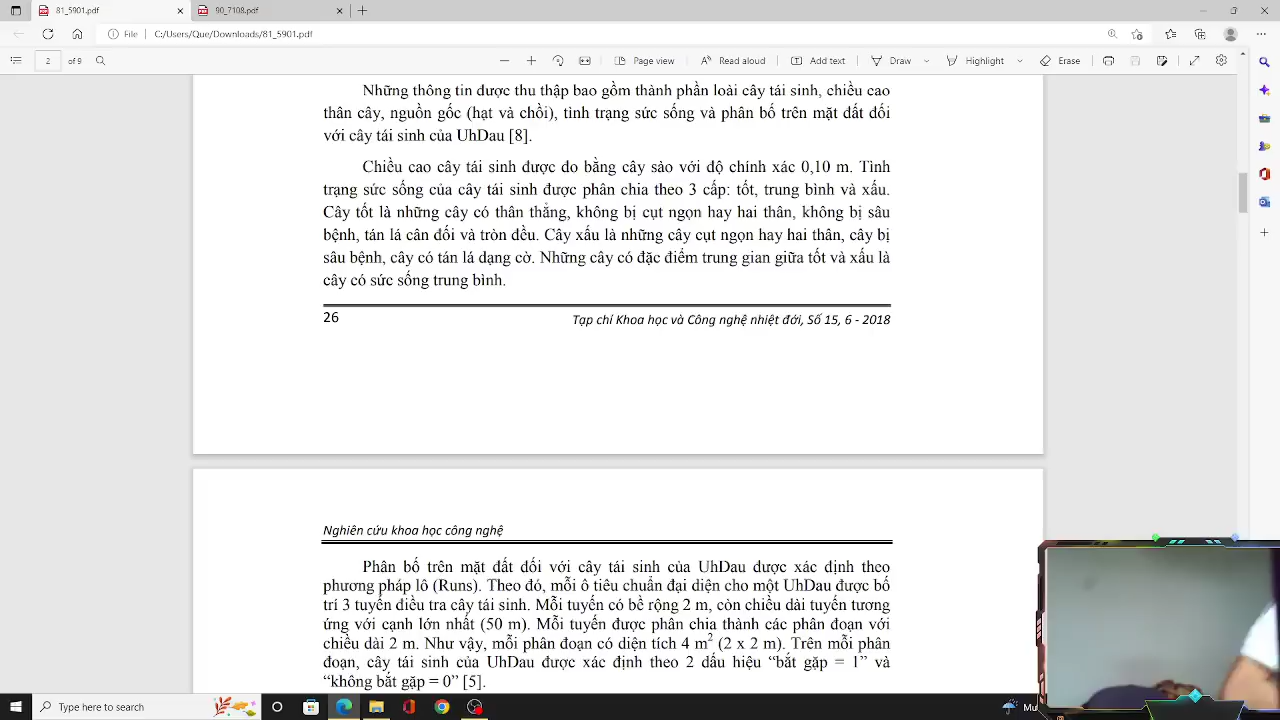 81_5901.pdf
90_7108.pdf
File
C:/Users/Que/Downloads/81_5901.pdf
2
of 9
Page view
Read aloud
Add text
Draw
Highlight
Erase
Những thông tin được thu thập bao gồm thành phần loài cây tái sinh, chiều cao
thân cây, nguồn gốc (hạt và chồi), tình trạng sức sống và phân bố trên mặt đất đối
với cây tái sinh của UhDau [8].
Chiều cao cây tái sinh được đo bằng cây sào với độ chính xác 0,10 m. Tình
trạng sức sống của cây tái sinh được phân chia theo 3 cấp: tốt, trung bình và xấu.
Cây tốt là những cây có thân thẳng, không bị cụt ngọn hay hai thân, không bị sâu
bệnh, tán lá cân đối và tròn đều. Cây xấu là những cây cụt ngọn hay hai thân, cây bị
sâu bệnh, cây có tán lá dạng cờ. Những cây có đặc điểm trung gian giữa tốt và xấu là
cây có sức sống trung bình.
26
Tạp chí Khoa học và Công nghệ nhiệt đới, Số 15, 6 - 2018
Nghiên cứu khoa học công nghệ
Phân bố trên mặt đất đối với cây tái sinh của UhDau được xác định theo
phương pháp lô (Runs). Theo đó, mỗi ô tiêu chuẩn đại diện cho một UhDau được bố
trí 3 tuyến điều tra cây tái sinh. Mỗi tuyến có bề rộng 2 m, còn chiều dài tuyến tương
ứng với cạnh lớn nhất (50 m). Mỗi tuyến được phân chia thành các phân đoạn với
chiều dài 2 m. Như vậy, mỗi phân đoạn có diện tích 4 m² (2 x 2 m). Trên mỗi phân
đoạn, cây tái sinh của UhDau được xác định theo 2 dấu hiệu “bắt gặp = 1” và
“không bắt gặp = 0” [5].
Type here to search